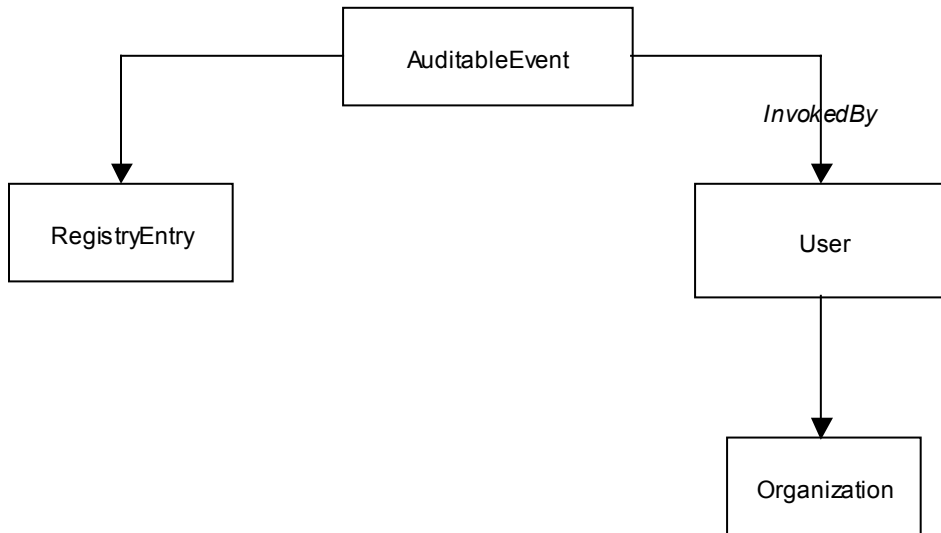 AuditableEvent
InvokedBy
RegistryEntry
User
Organization